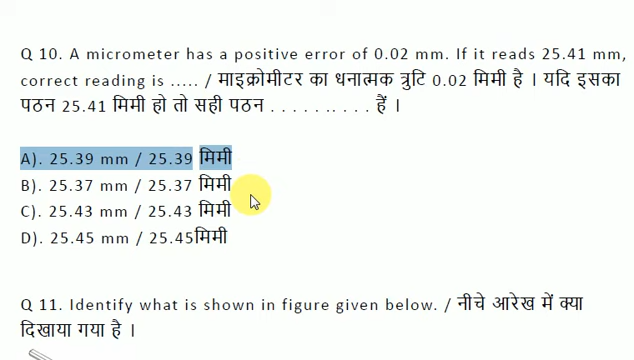 Q 10. A micrometer has a positive error of 0.02 mm. If it reads 25.41 mm,
correct reading is ..... / माइक्रोमीटर का धनात्मक त्रुटि 0.02 मिमी है । यदि इसका
पठन 25.41 मिमी हो तो सही पठन . . . . . .. . . . हैं ।
A). 25.39 mm / 25.39 मिमी
B). 25.37 mm / 25.37 मिमी
C). 25.43 mm / 25.43 मिमी
D). 25.45 mm / 25.45मिमी
Q 11. Identify what is shown in figure given below. / नीचे आरेख में क्या
दिखाया गया है ।